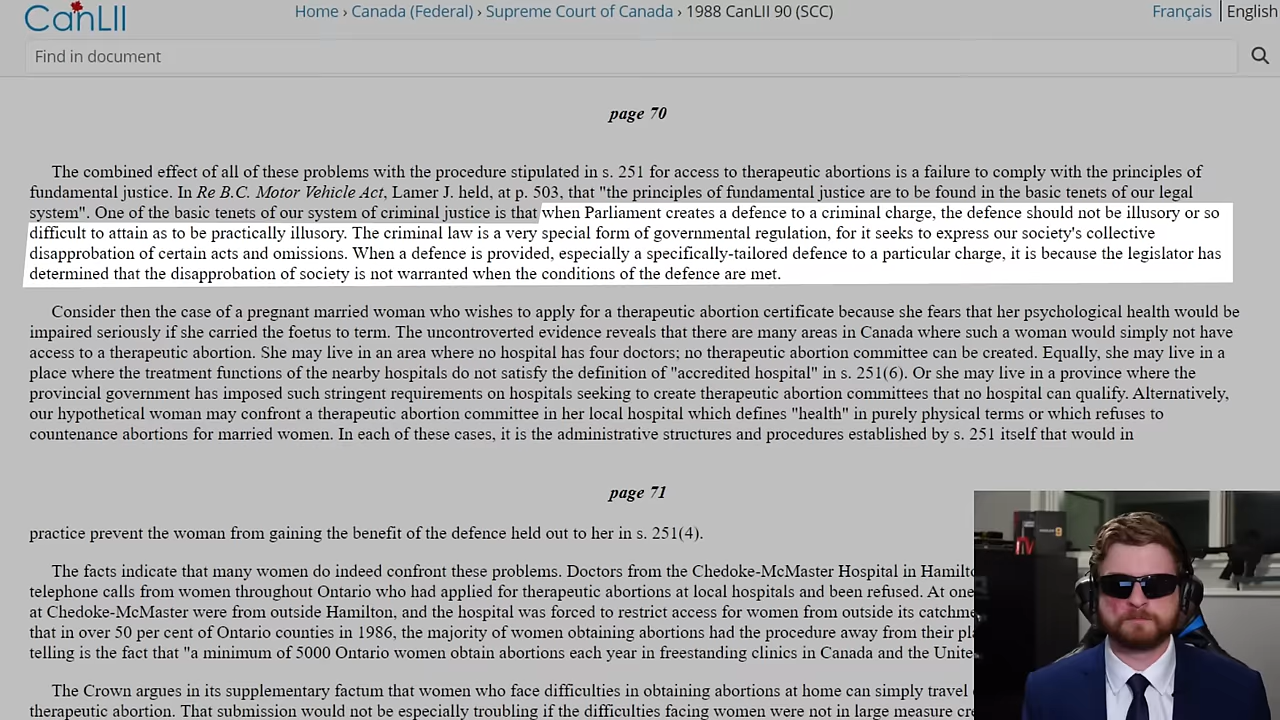 CanLII
Home › Canada (Federal) › Supreme Court of Canada › 1988 CanLII 90 (SCC)
Français | English
Find in document
page 70
The combined effect of all of these problems with the procedure stipulated in s. 251 for access to therapeutic abortions is a failure to comply with the principles of
fundamental justice. In Re B.C. Motor Vehicle Act, Lamer J. held, at p. 503, that "the principles of fundamental justice are to be found in the basic tenets of our legal
system". One of the basic tenets of our system of criminal justice is that when Parliament creates a defence to a criminal charge, the defence should not be illusory or so
difficult to attain as to be practically illusory. The criminal law is a very special form of governmental regulation, for it seeks to express our society's collective
disapprobation of certain acts and omissions. When a defence is provided, especially a specifically-tailored defence to a particular charge, it is because the legislator has
determined that the disapprobation of society is not warranted when the conditions of the defence are met.
Consider then the case of a pregnant married woman who wishes to apply for a therapeutic abortion certificate because she fears that her psychological health would be
impaired seriously if she carried the foetus to term. The uncontroverted evidence reveals that there are many areas in Canada where such a woman would simply not have
access to a therapeutic abortion. She may live in an area where no hospital has four doctors; no therapeutic abortion committee can be created. Equally, she may live in a
place where the treatment functions of the nearby hospitals do not satisfy the definition of "accredited hospital" in s. 251(6). Or she may live in a province where the
provincial government has imposed such stringent requirements on hospitals seeking to create therapeutic abortion committees that no hospital can qualify. Alternatively,
our hypothetical woman may confront a therapeutic abortion committee in her local hospital which defines "health" in purely physical terms or which refuses to
countenance abortions for married women. In each of these cases, it is the administrative structures and procedures established by s. 251 itself that would in
page 71
practice prevent the woman from gaining the benefit of the defence held out to her in s. 251(4).
The facts indicate that many women do indeed confront these problems. Doctors from the Chedoke-McMaster Hospital in Hamilto
telephone calls from women throughout Ontario who had applied for therapeutic abortions at local hospitals and been refused. At one
at Chedoke-McMaster were from outside Hamilton, and the hospital was forced to restrict access for women from outside its catchme
that in over 50 per cent of Ontario counties in 1986, the majority of women obtaining abortions had the procedure away from their pla
telling is the fact that "a minimum of 5000 Ontario women obtain abortions each year in freestanding clinics in Canada and the Unite
The Crown argues in its supplementary factum that women who face difficulties in obtaining abortions at home can simply travel
therapeutic abortion. That submission would not be especially troubling if the difficulties facing women were not in large measure cre